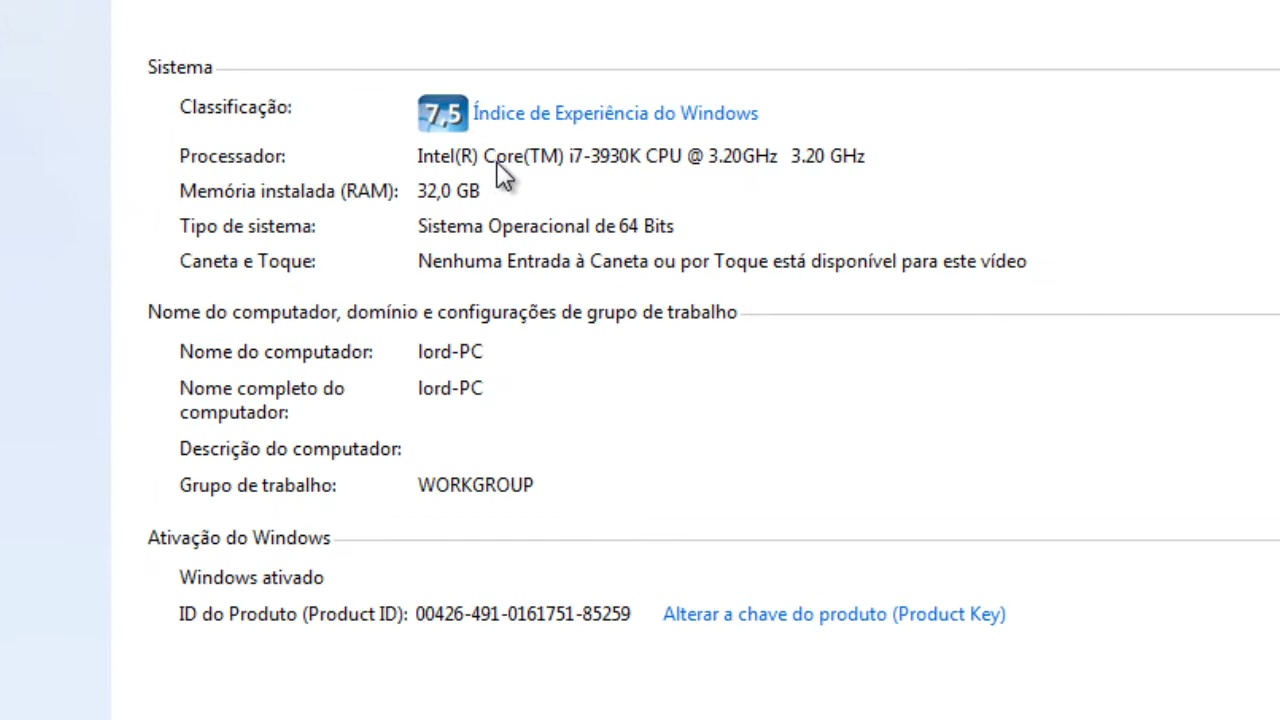 Sistema
Classificação: 7,5 Índice de Experiência do Windows
Processador: Intel(R) Core(TM) i7-3930K CPU @ 3.20GHz 3.20 GHz
Memória instalada (RAM): 32,0 GB
Tipo de sistema: Sistema Operacional de 64 Bits
Caneta e Toque: Nenhuma Entrada à Caneta ou por Toque está disponível para este vídeo
Nome do computador, domínio e configurações de grupo de trabalho
Nome do computador: lord-PC
Nome completo do lord-PC
computador:
Descrição do computador:
Grupo de trabalho: WORKGROUP
Ativação do Windows
Windows ativado
ID do Produto (Product ID): 00426-491-0161751-85259 Alterar a chave do produto (Product Key)